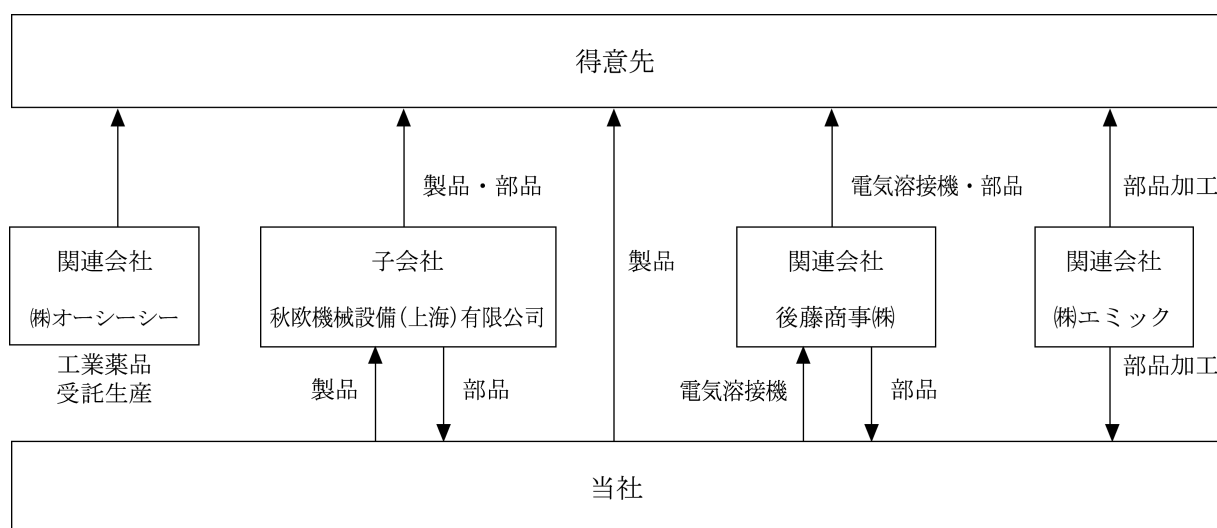 得意先
製品・部品
電気溶接機・部品
部品加工
関連会社
㈱オーシーシー
工業薬品
受託生産
子会社
秋欧機械設備(上海)有限公司
製品
関連会社
後藤商事㈱
関連会社
㈱エミック
製品
部品
電気溶接機
部品
部品加工
当社